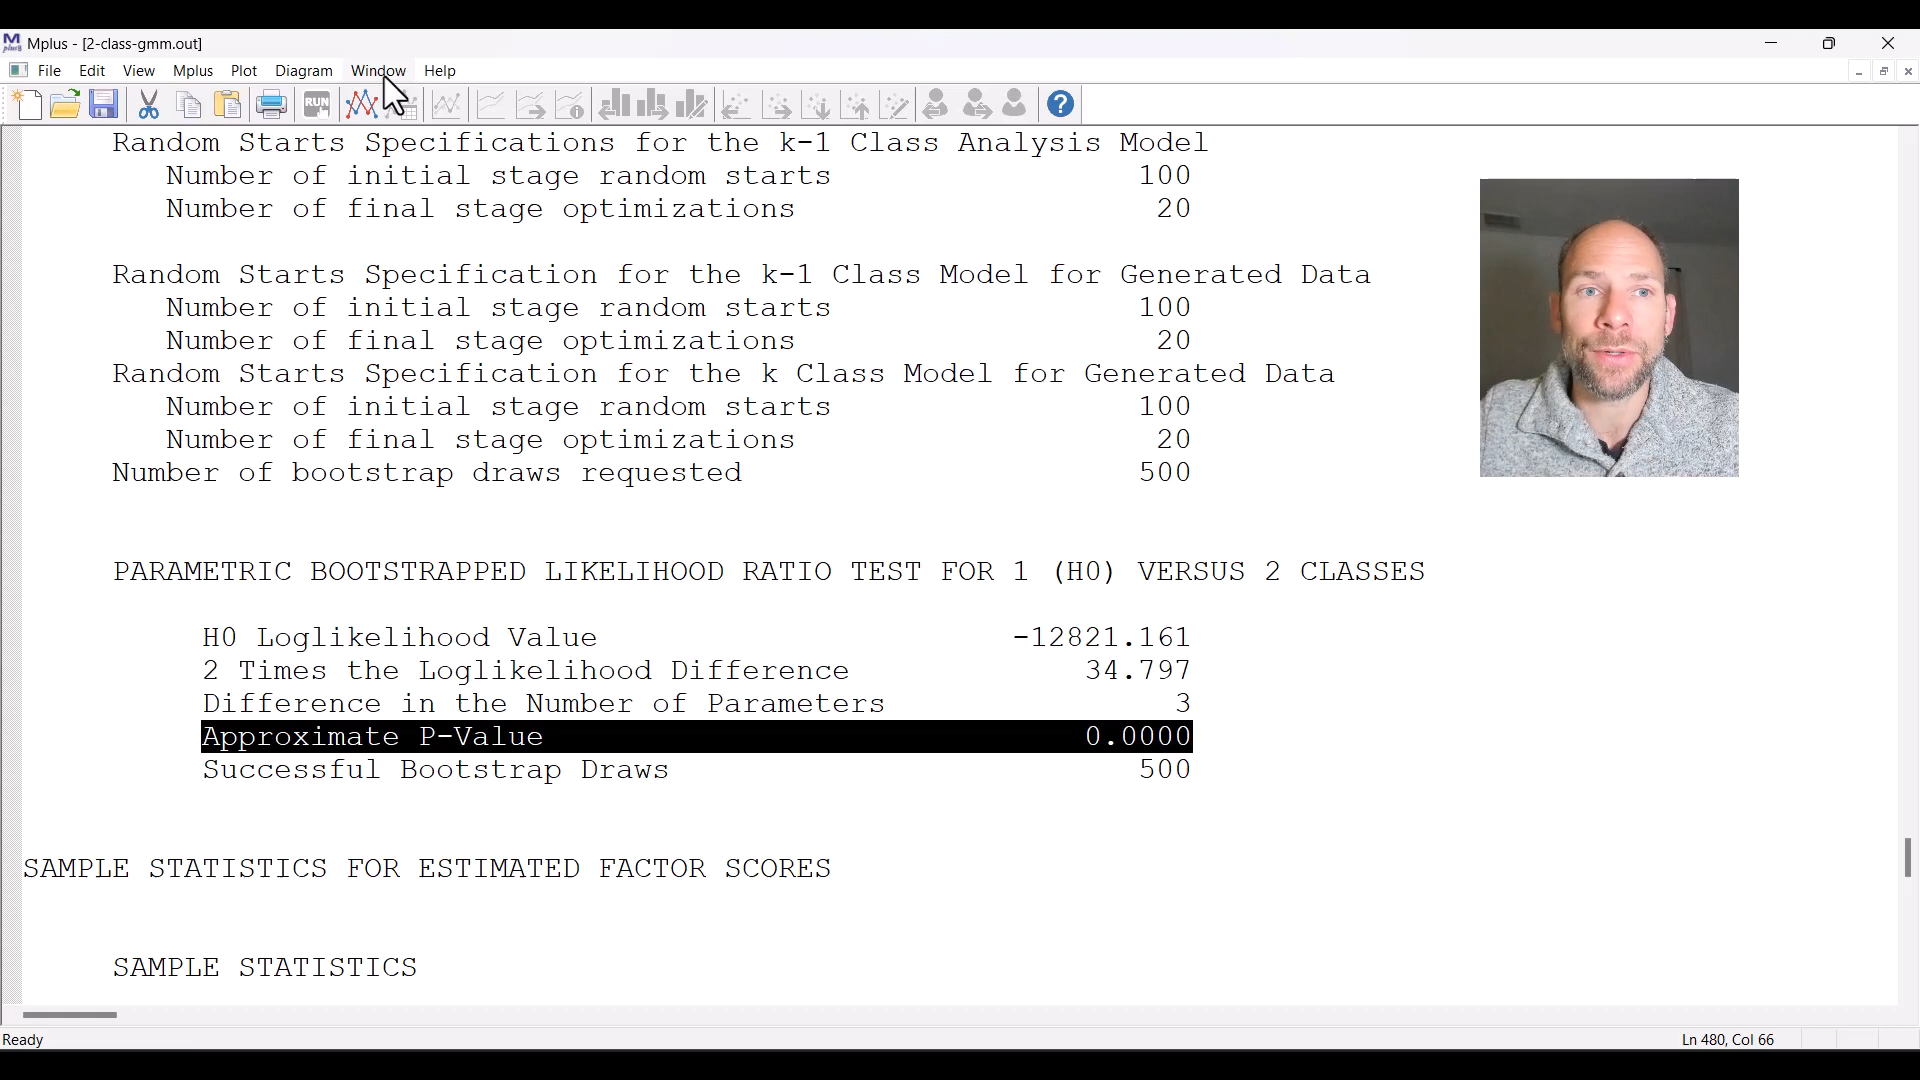 Mplus - [2-class-gmm.out]
File Edit View Mplus Plot Diagram Window Help
RUN
Random Starts Specifications for the k-1 Class Analysis Model
Number of initial stage random starts 100
Number of final stage optimizations 20
Random Starts Specification for the k-1 Class Model for Generated Data
Number of initial stage random starts 100
Number of final stage optimizations 20
Random Starts Specification for the k Class Model for Generated Data
Number of initial stage random starts 100
Number of final stage optimizations 20
Number of bootstrap draws requested 500
PARAMETRIC BOOTSTRAPPED LIKELIHOOD RATIO TEST FOR 1 (H0) VERSUS 2 CLASSES
H0 Loglikelihood Value -12821.161
2 Times the Loglikelihood Difference 34.797
Difference in the Number of Parameters 3
Approximate P-Value 0.0000
Successful Bootstrap Draws 500
SAMPLE STATISTICS FOR ESTIMATED FACTOR SCORES
SAMPLE STATISTICS
Ready Ln 480, Col 66